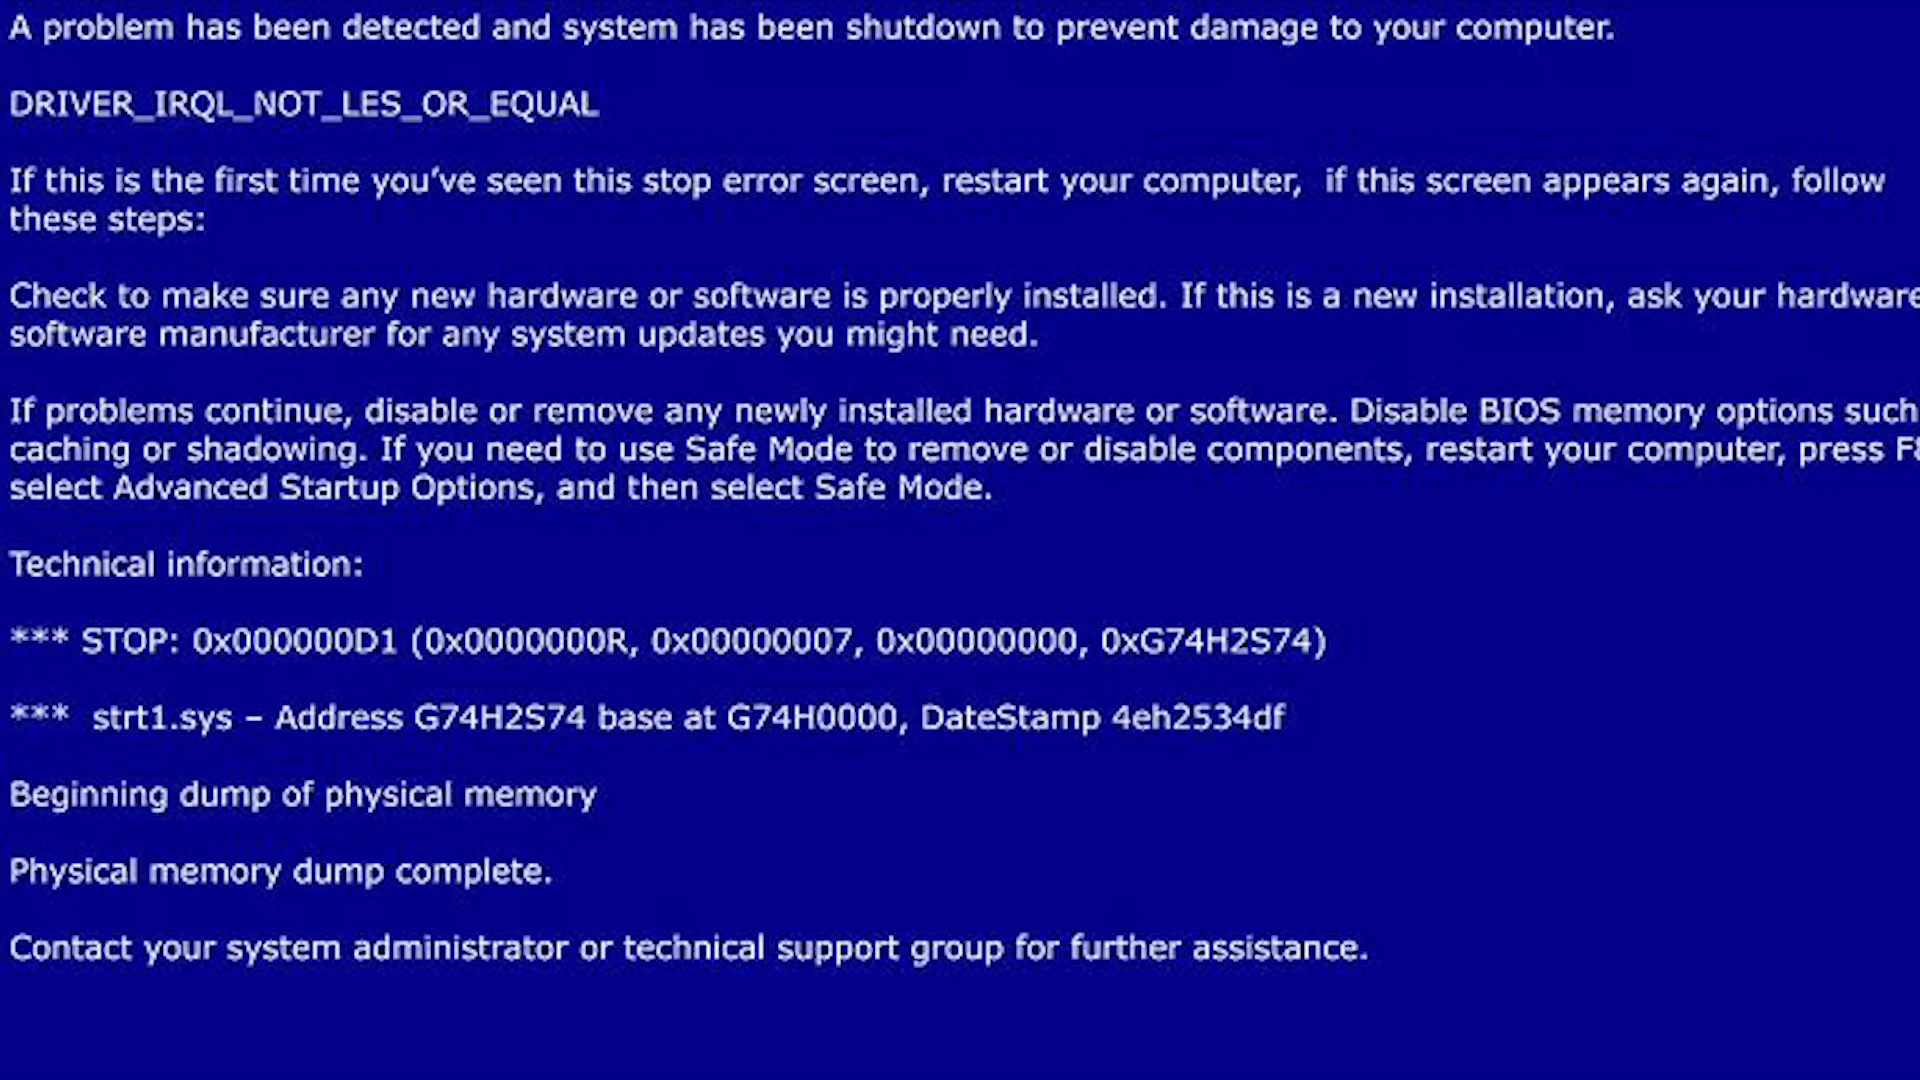 A problem has been detected and system has been shutdown to prevent damage to your computer.
DRIVER_IRQL_NOT_LES_OR_EQUAL
If this is the first time you’ve seen this stop error screen, restart your computer,  if this screen appears again, follow
these steps:
Check to make sure any new hardware or software is properly installed. If this is a new installation, ask your hardware
software manufacturer for any system updates you might need.
If problems continue, disable or remove any newly installed hardware or software. Disable BIOS memory options such
caching or shadowing. If you need to use Safe Mode to remove or disable components, restart your computer, press
select Advanced Startup Options, and then select Safe Mode.
Technical information:
*** STOP: 0x000000D1 (0x0000000R, 0x00000007, 0x00000000, 0xG74H2S74)
***  strt1.sys – Address G74H2S74 base at G74H0000, DateStamp 4eh2534df
Beginning dump of physical memory
Physical memory dump complete.
Contact your system administrator or technical support group for further assistance.